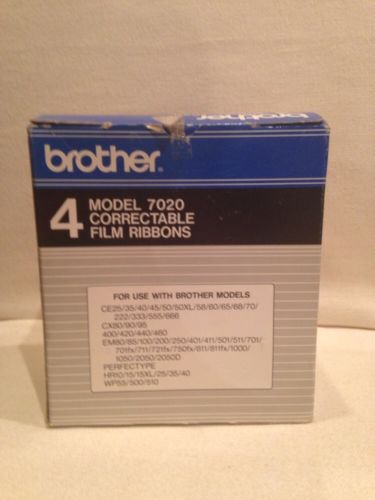 brother
brother.
4 MODEL 7020
CORRECTABLE
FILM RIBBONS
FOR USE WITH BROTHER MODELS
CE25/35/40/45/50/50XL/58/60/65/68/70/
222/333/555/666
CX80/90/95
400/420/440/460
EM80/85/100/200/250/401/411/501/511/701/
701fx/711/721fx/750fx/811/811fx/1000/
1050/2050/2050D
PERFECTYPE
HR10/15/15XL/25/35/40
WP55/500/510